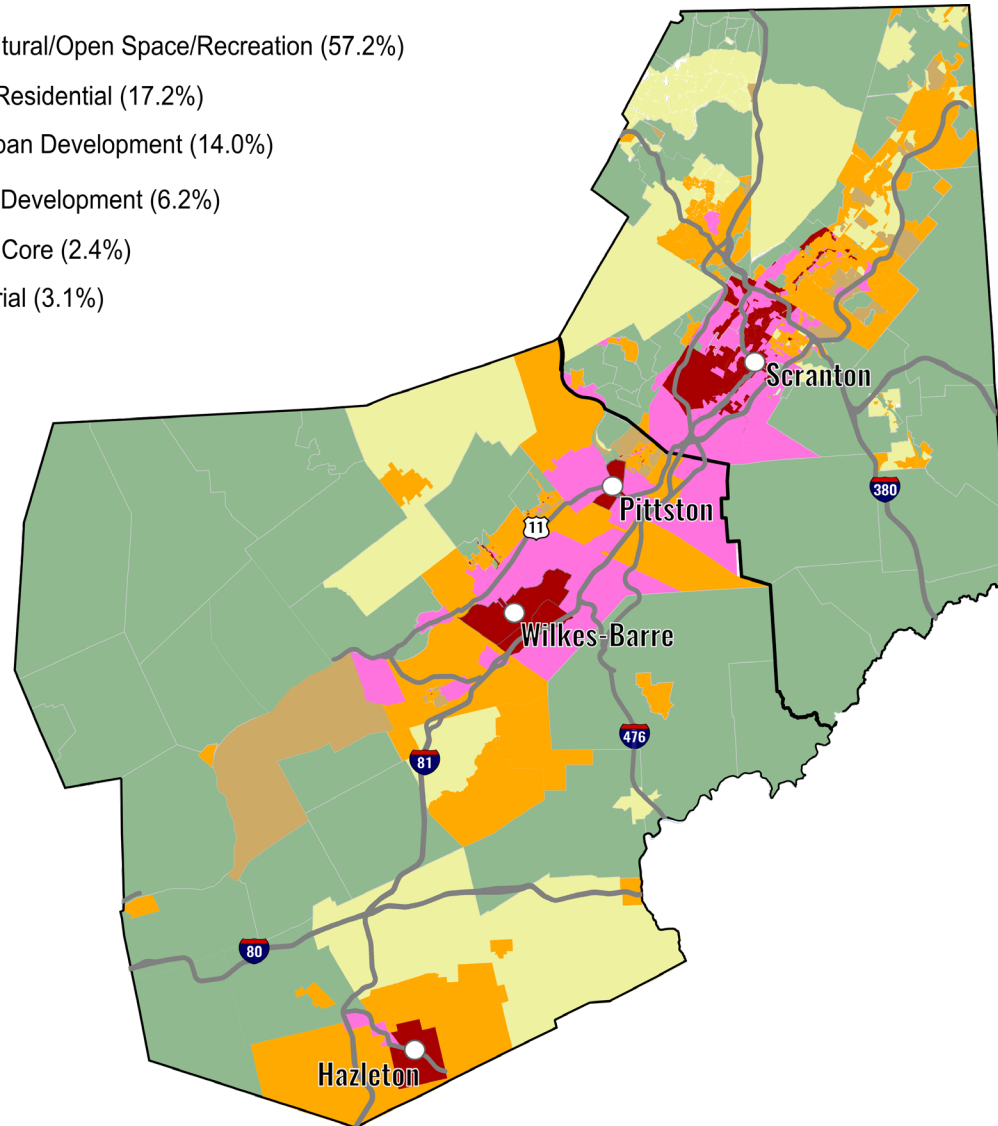 tural/Open Space/Recreation (57.2%)
Residential (17.2%)
ban Development (14.0%)
Development (6.2%)
Core (2.4%)
rial (3.1%)
Scranton
380
Pittston
11
Wilkes-Barre
476
81
80
Hazleton